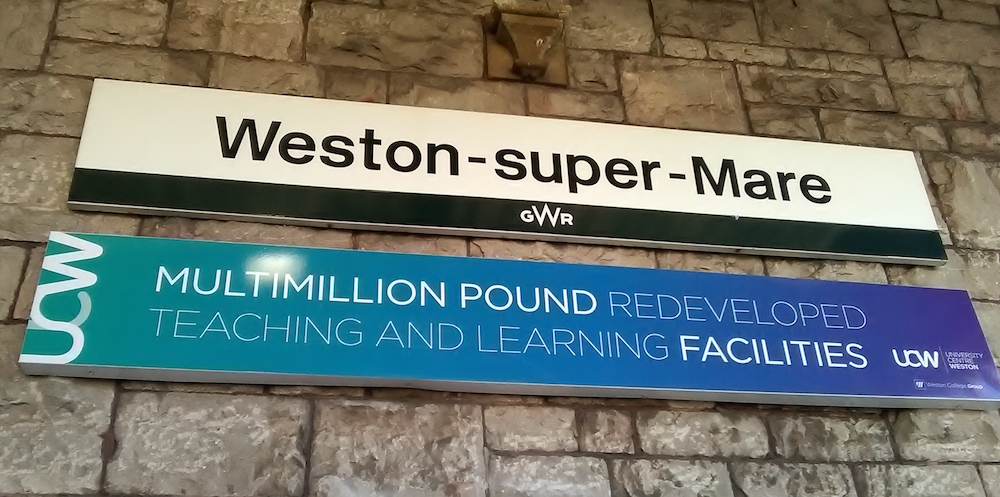 Weston-super-Mare
GWR
UCW
MULTIMILLION POUND REDEVELOPED
TEACHING AND LEARNING FACILITIES
UCW
UNIVERSITY
CENTRE
WESTON
Weston College GROUP